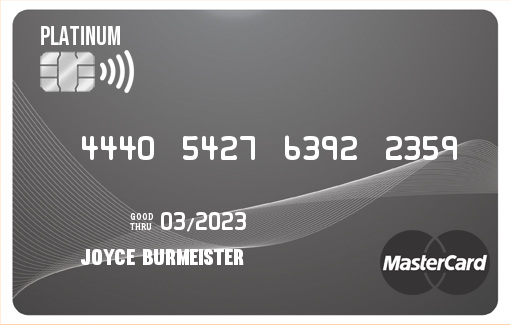 PLATINUM
4440 5427 6392 2359
GOOD THRU 03/2023
JOYCE BURMEISTER
MasterCard